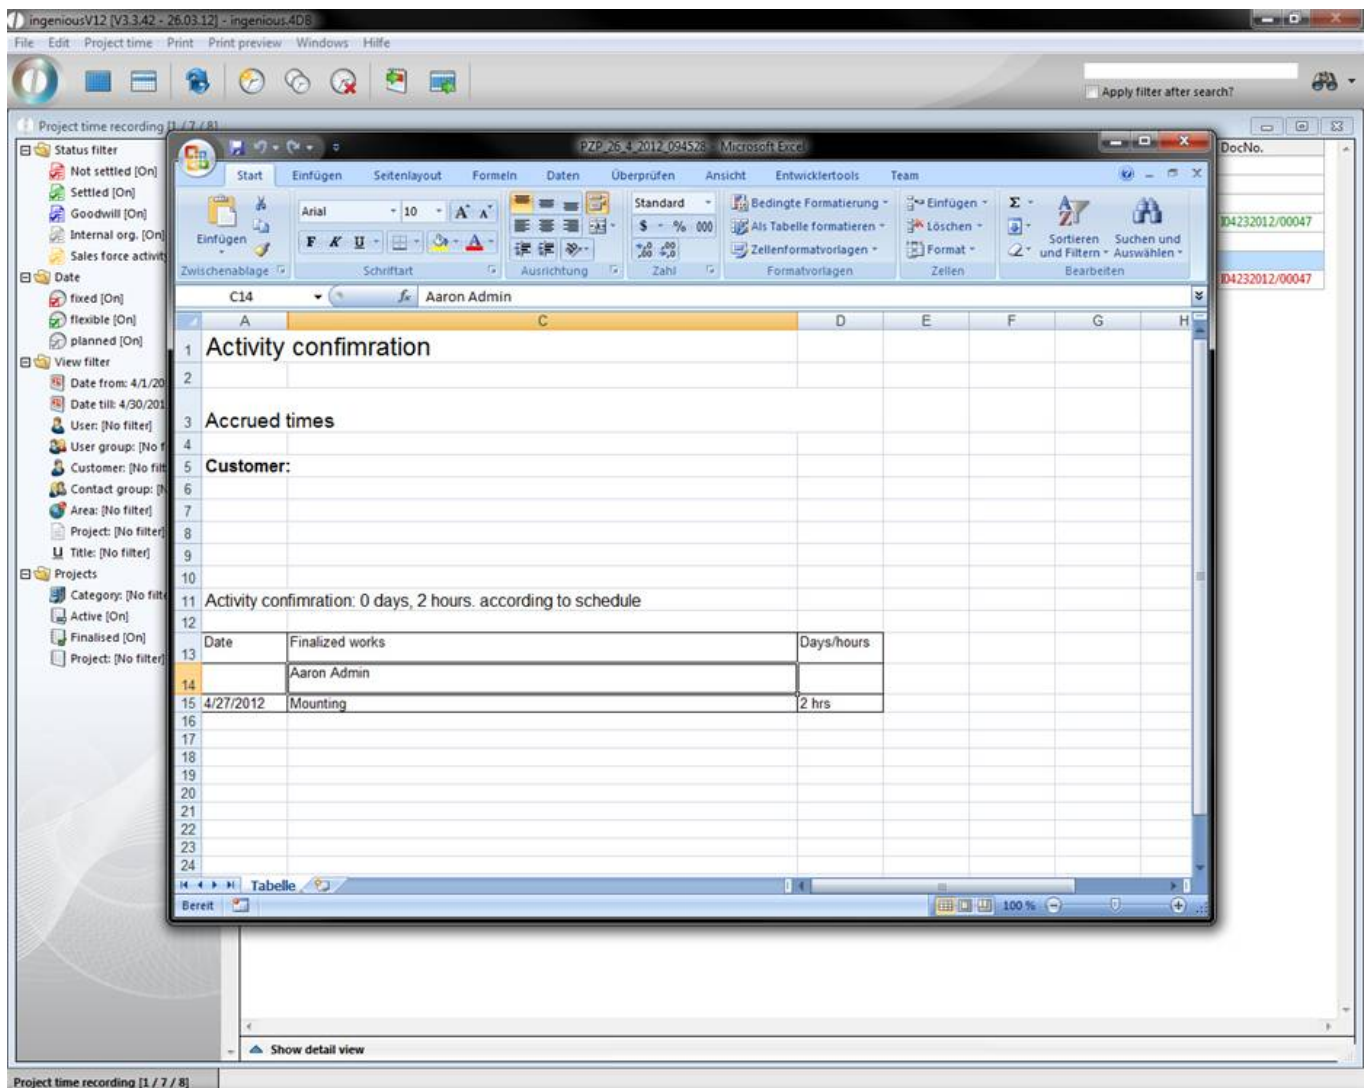 ingeniousV12 [V3.3.42 - 26.03.12] - ingenious.4DB
File Edit Project time Print Print preview Windows Hilfe
Apply filter after search?
Project time recording [1 / 7 / 8]
Status filter
Not settled [On]
Settled [On]
Goodwill [On]
Internal org. [On]
Sales force activit
Date
fixed [On]
flexible [On]
planned [On]
View filter
Date from: 4/1/20
Date till: 4/30/201
User: [No filter]
User group: [No f
Customer: [No filt
Contact group: [N
Area: [No filter]
Project: [No filter]
Title: [No filter]
Projects
Category: [No filte
Active [On]
Finalised [On]
Project: [No filter]
DocNo.
I04232012/00047
I04232012/00047
PZP_26_4_2012_094528 - Microsoft Excel
Start Einfügen Seitenlayout Formeln Daten Überprüfen Ansicht Entwicklertools Team
Einfügen
Zwischenablage
Arial 10
F K U
Schriftart
Ausrichtung
Standard
$ % 000
Zahl
Bedingte Formatierung
Als Tabelle formatieren
Zellenformatvorlagen
Formatvorlagen
Einfügen
Löschen
Format
Zellen
Σ
Sortieren und Filtern
Suchen und Auswählen
Bearbeiten
C14 fx Aaron Admin
A C D E F G H
1 Activity confimration
2
3 Accrued times
4
5 Customer:
6
7
8
9
10
11 Activity confimration: 0 days, 2 hours. according to schedule
12
13 Date Finalized works Days/hours
14 Aaron Admin
15 4/27/2012 Mounting 2 hrs
16
17
18
19
20
21
22
23
24
Tabelle
Bereit 100 %
Show detail view
Project time recording [1 / 7 / 8]